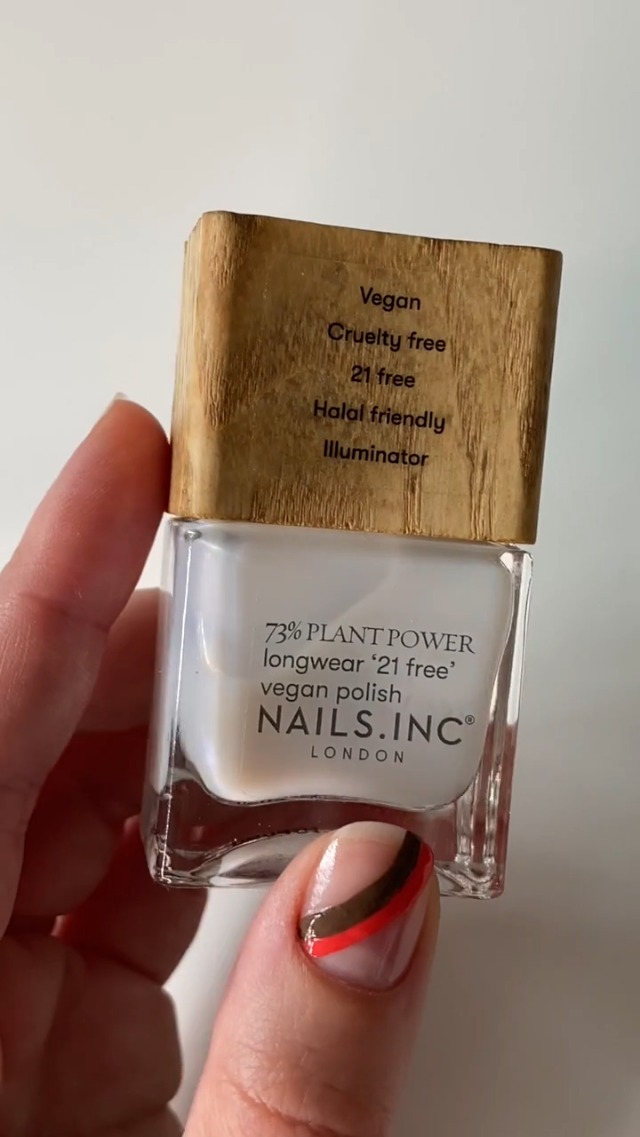 Vegan
Cruelty free
21 free
Halal friendly
Illuminator
73% PLANT POWER
longwear ‘21 free’
vegan polish
NAILS.INC®
LONDON